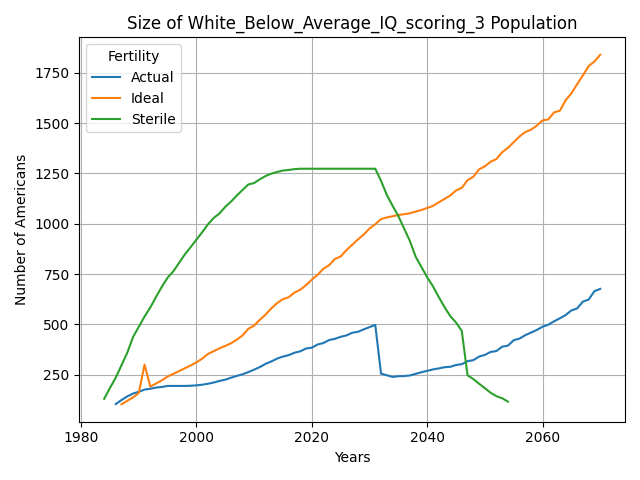 Size of White_Below_Average_IQ_scoring_3 Population
Fertility
Actual
Ideal
Sterile
Number of Americans
1750
1500
1250
1000
750
500
250
1980
2000
2020
2040
2060
Years